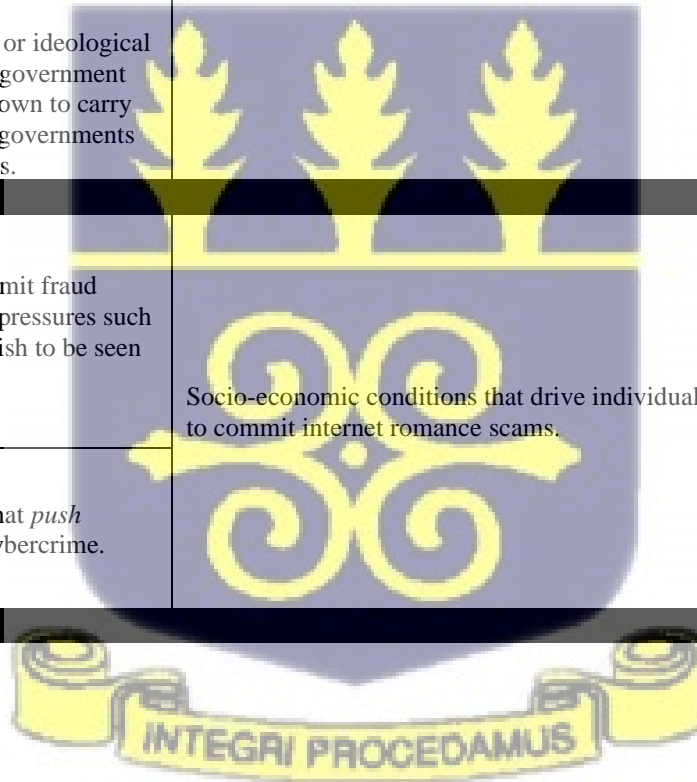 or ideological
government
own to carry
governments
s.
mit fraud
pressures such
ish to be seen
Socio-economic conditions that drive individual
to commit internet romance scams.
hat push
ybercrime.
INTEGRI PROCEDAMUS